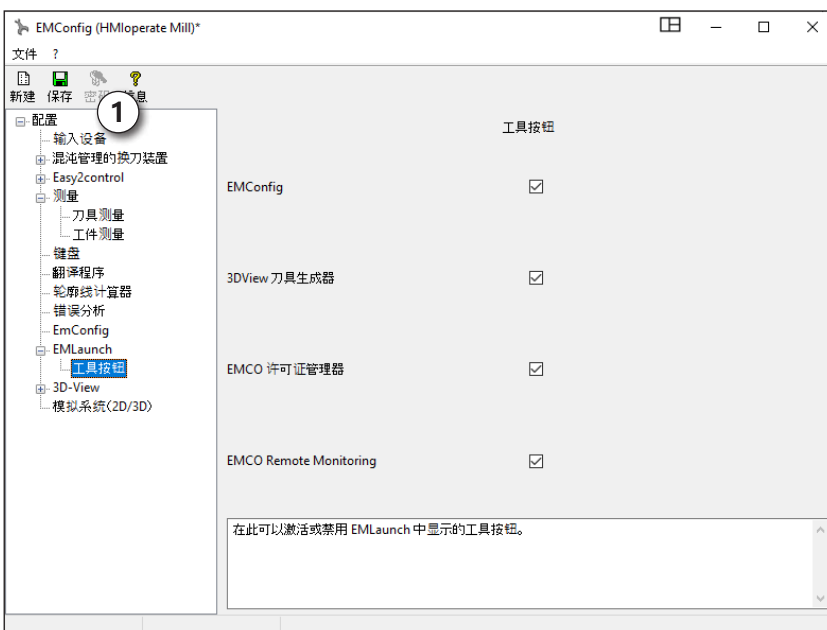 EMConfig (HMIoperate Mill)*
文件 ?
新建 保存
1
配置
输入设备
混沌管理的换刀装置
Easy2control
测量
刀具测量
工件测量
键盘
翻译程序
轮廓线计算器
错误分析
EmConfig
EMLaunch
工具按钮
3D-View
模拟系统(2D/3D)
工具按钮
EMConfig
3DView 刀具生成器
EMCO 许可证管理器
EMCO Remote Monitoring
在此可以激活或禁用 EMLaunch 中显示的工具按钮。